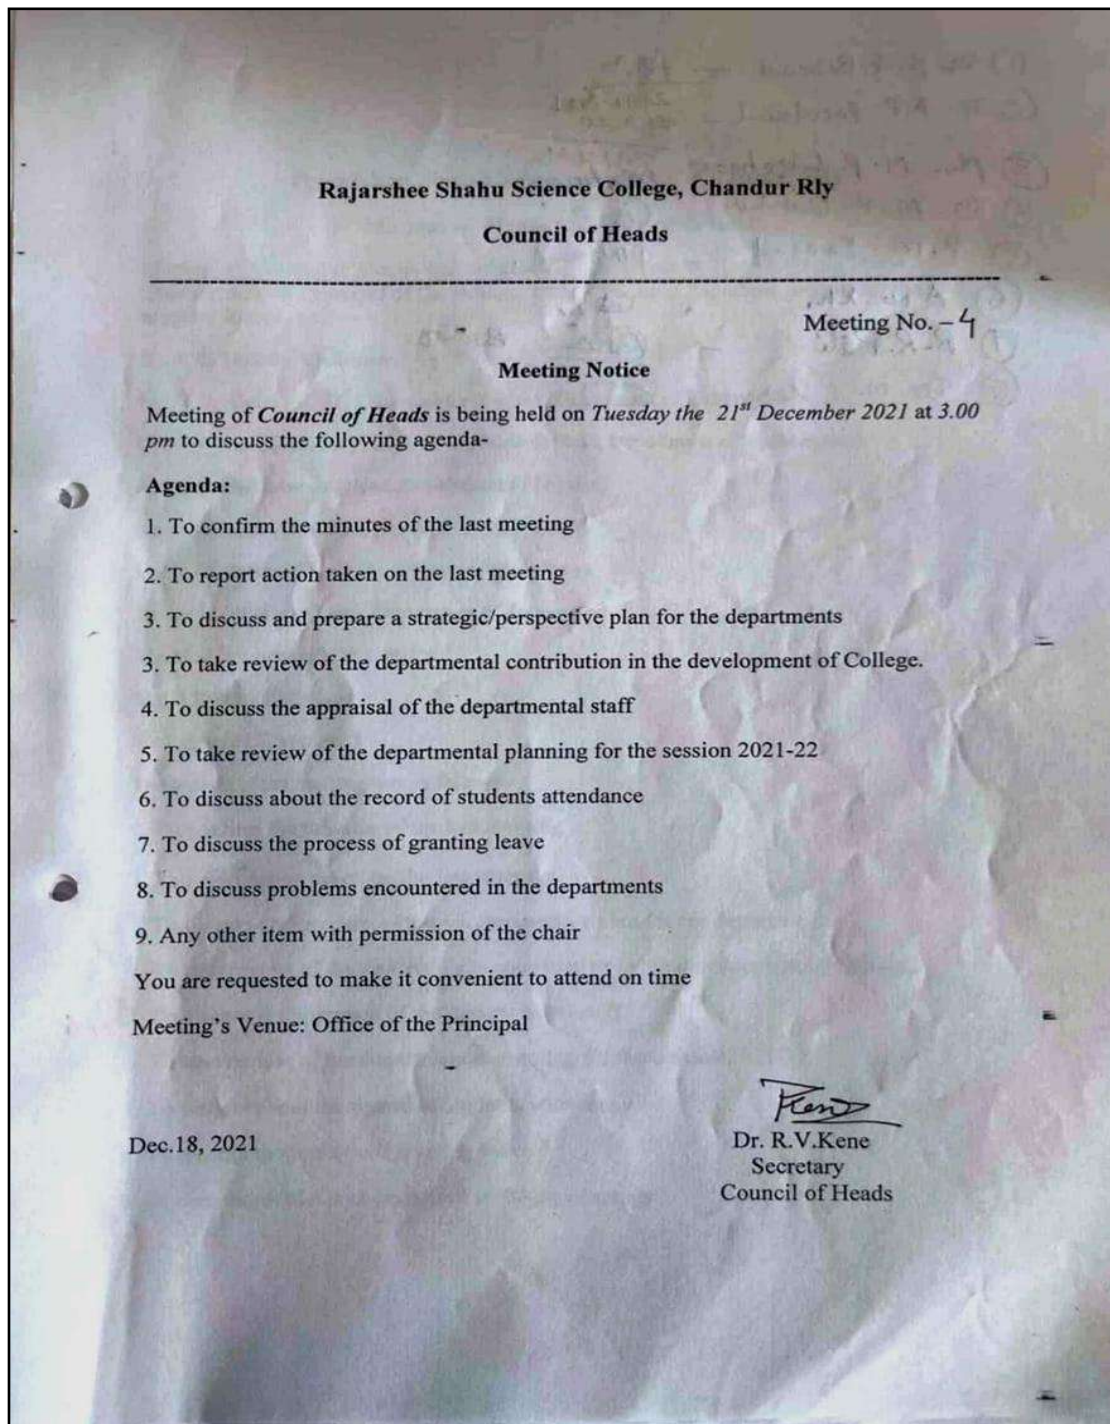 Rajarshee Shahu Science College, Chandur Rly
Council of Heads
Meeting No. – 4
Meeting Notice
Meeting of Council of Heads is being held on Tuesday the 21st December 2021 at 3.00
pm to discuss the following agenda-
Agenda:
1. To confirm the minutes of the last meeting
2. To report action taken on the last meeting
3. To discuss and prepare a strategic/perspective plan for the departments
3. To take review of the departmental contribution in the development of College.
4. To discuss the appraisal of the departmental staff
5. To take review of the departmental planning for the session 2021-22
6. To discuss about the record of students attendance
7. To discuss the process of granting leave
8. To discuss problems encountered in the departments
9. Any other item with permission of the chair
You are requested to make it convenient to attend on time
Meeting's Venue: Office of the Principal
Dec.18, 2021
Dr. R.V.Kene
Secretary
Council of Heads